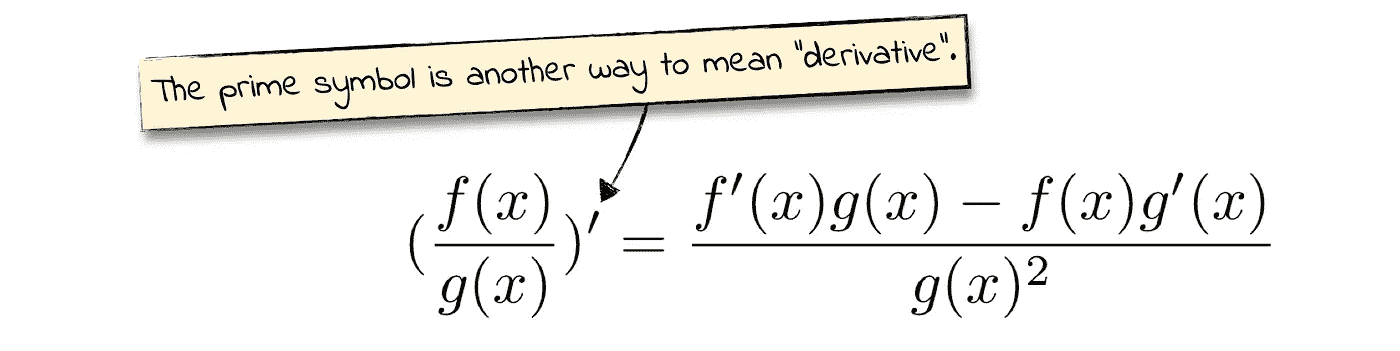 The prime symbol is another way to mean "derivative".
(f(x)/g(x))′ = (f′(x)g(x) − f(x)g′(x))/g(x)²